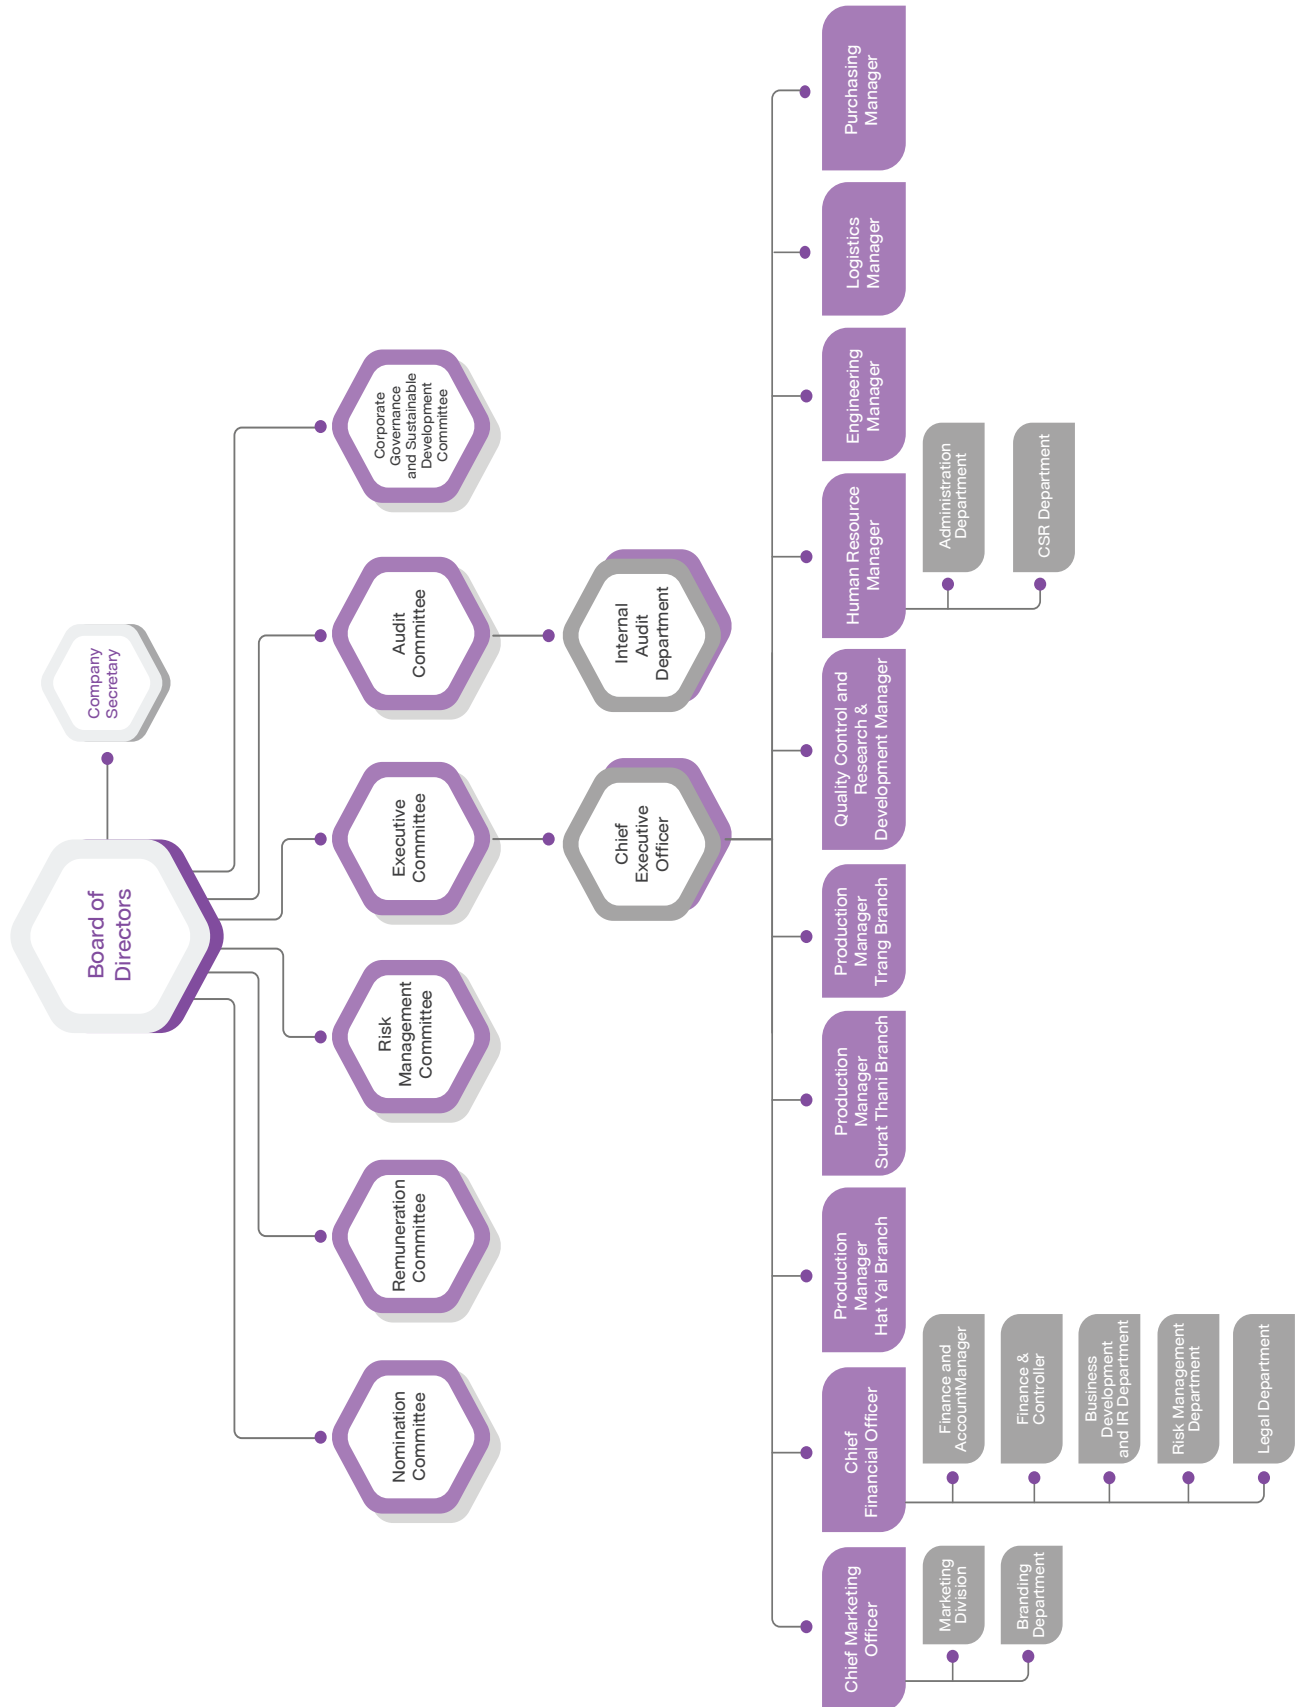 Board of
Directors
Company
Secretary
Nomination
Committee
Remuneration
Committee
Risk
Management
Committee
Executive
Committee
Audit
Committee
Corporate
Governance
and Sustainable
Development
Committee
Chief
Executive
Officer
Internal
Audit
Department
Chief Marketing
Officer
Marketing
Division
Branding
Department
Chief
Financial Officer
Finance and
AccountManager
Finance &
Controller
Business
Development
and IR Department
Risk Management
Department
Legal Department
Production
Manager
Hat Yai Branch
Production
Manager
Surat Thani Branch
Production
Manager
Trang Branch
Quality Control and
Research &
Development Manager
Human Resource
Manager
Administration
Department
CSR Department
Engineering
Manager
Logistics
Manager
Purchasing
Manager